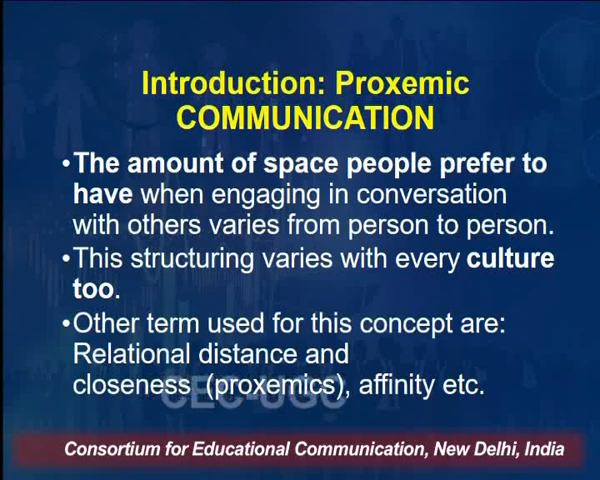 Introduction: Proxemic
COMMUNICATION
•The amount of space people prefer to
have when engaging in conversation
with others varies from person to person.
•This structuring varies with every culture
too.
•Other term used for this concept are:
Relational distance and
closeness (proxemics), affinity etc.
CEC-UGC
Consortium for Educational Communication, New Delhi, India